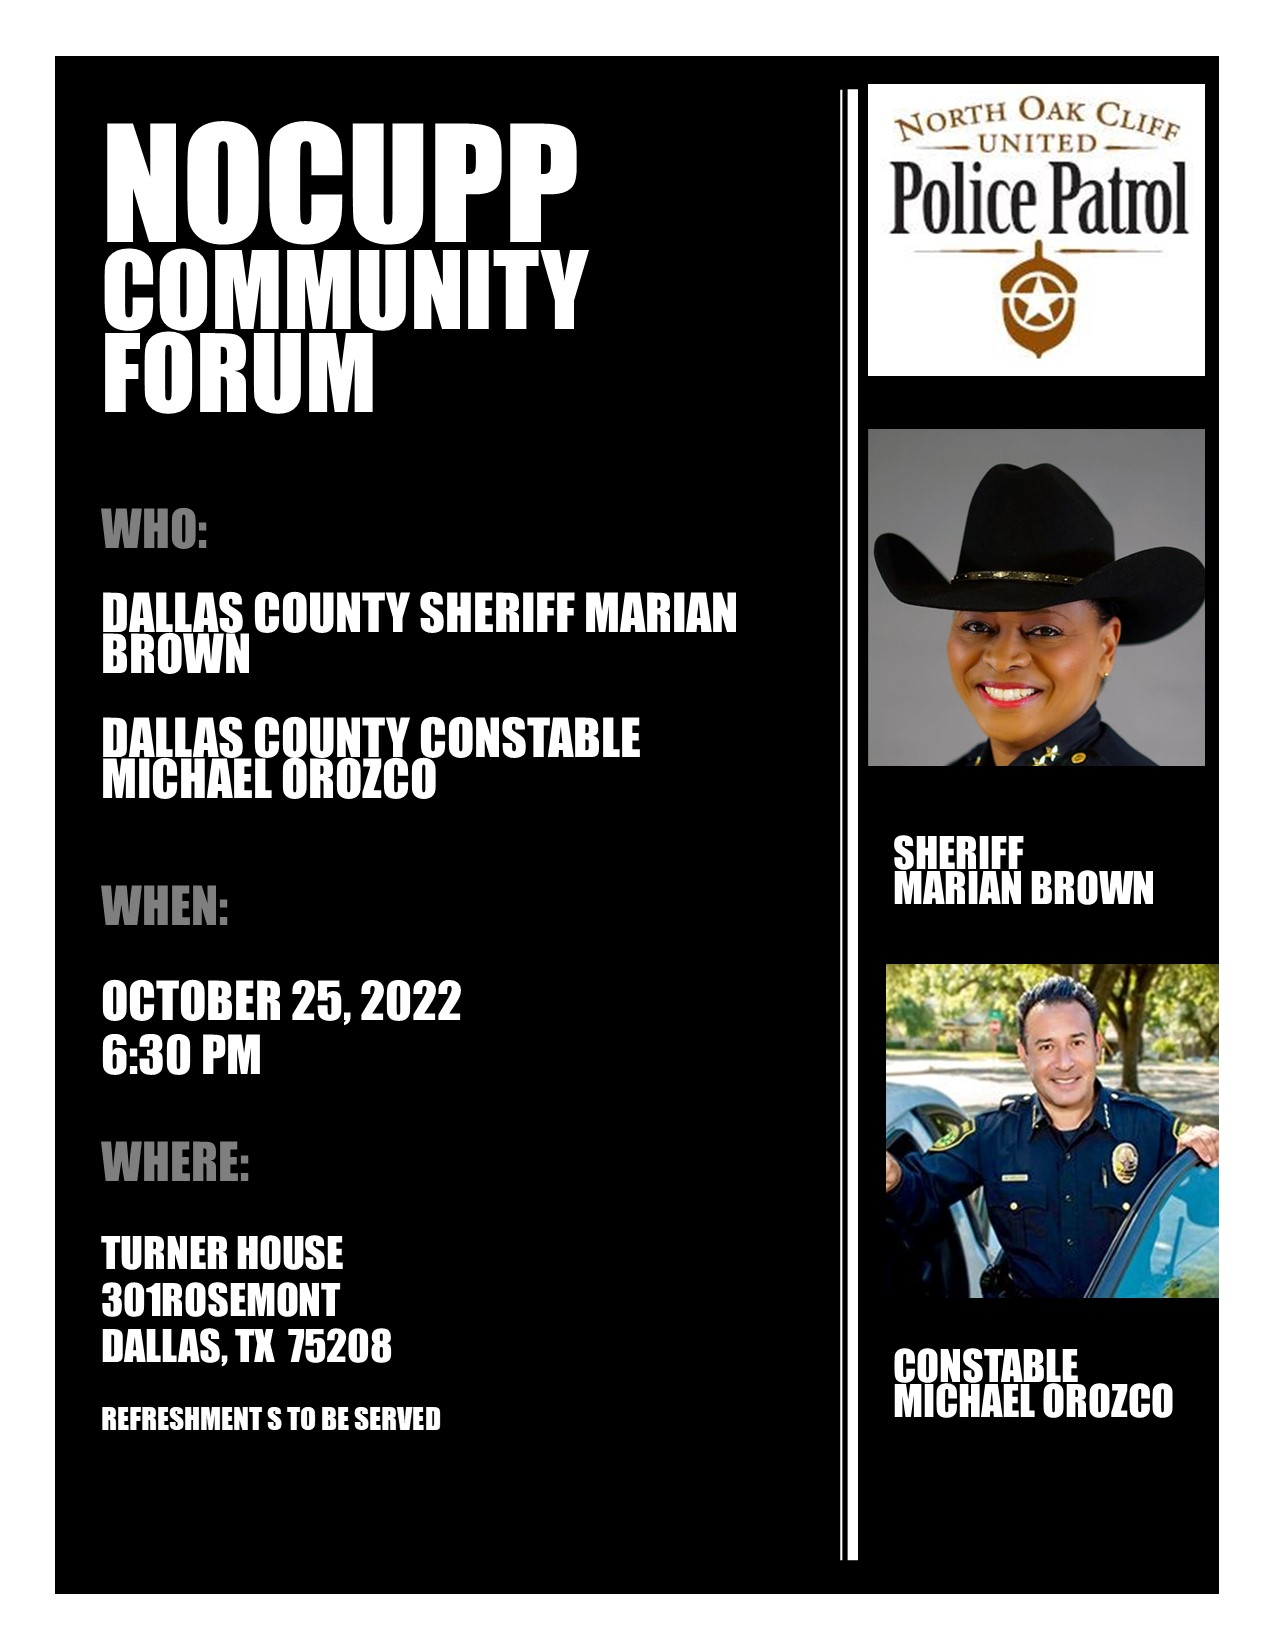 NOCUPP
COMMUNITY
FORUM
WHO:
DALLAS COUNTY SHERIFF MARIAN
BROWN
DALLAS COUNTY CONSTABLE
MICHAEL OROZCO
WHEN:
OCTOBER 25, 2022
6:30 PM
WHERE:
TURNER HOUSE
301ROSEMONT
DALLAS, TX  75208
REFRESHMENT S TO BE SERVED
NORTH OAK CLIFF
UNITED
Police Patrol
SHERIFF
MARIAN BROWN
CONSTABLE
MICHAEL OROZCO